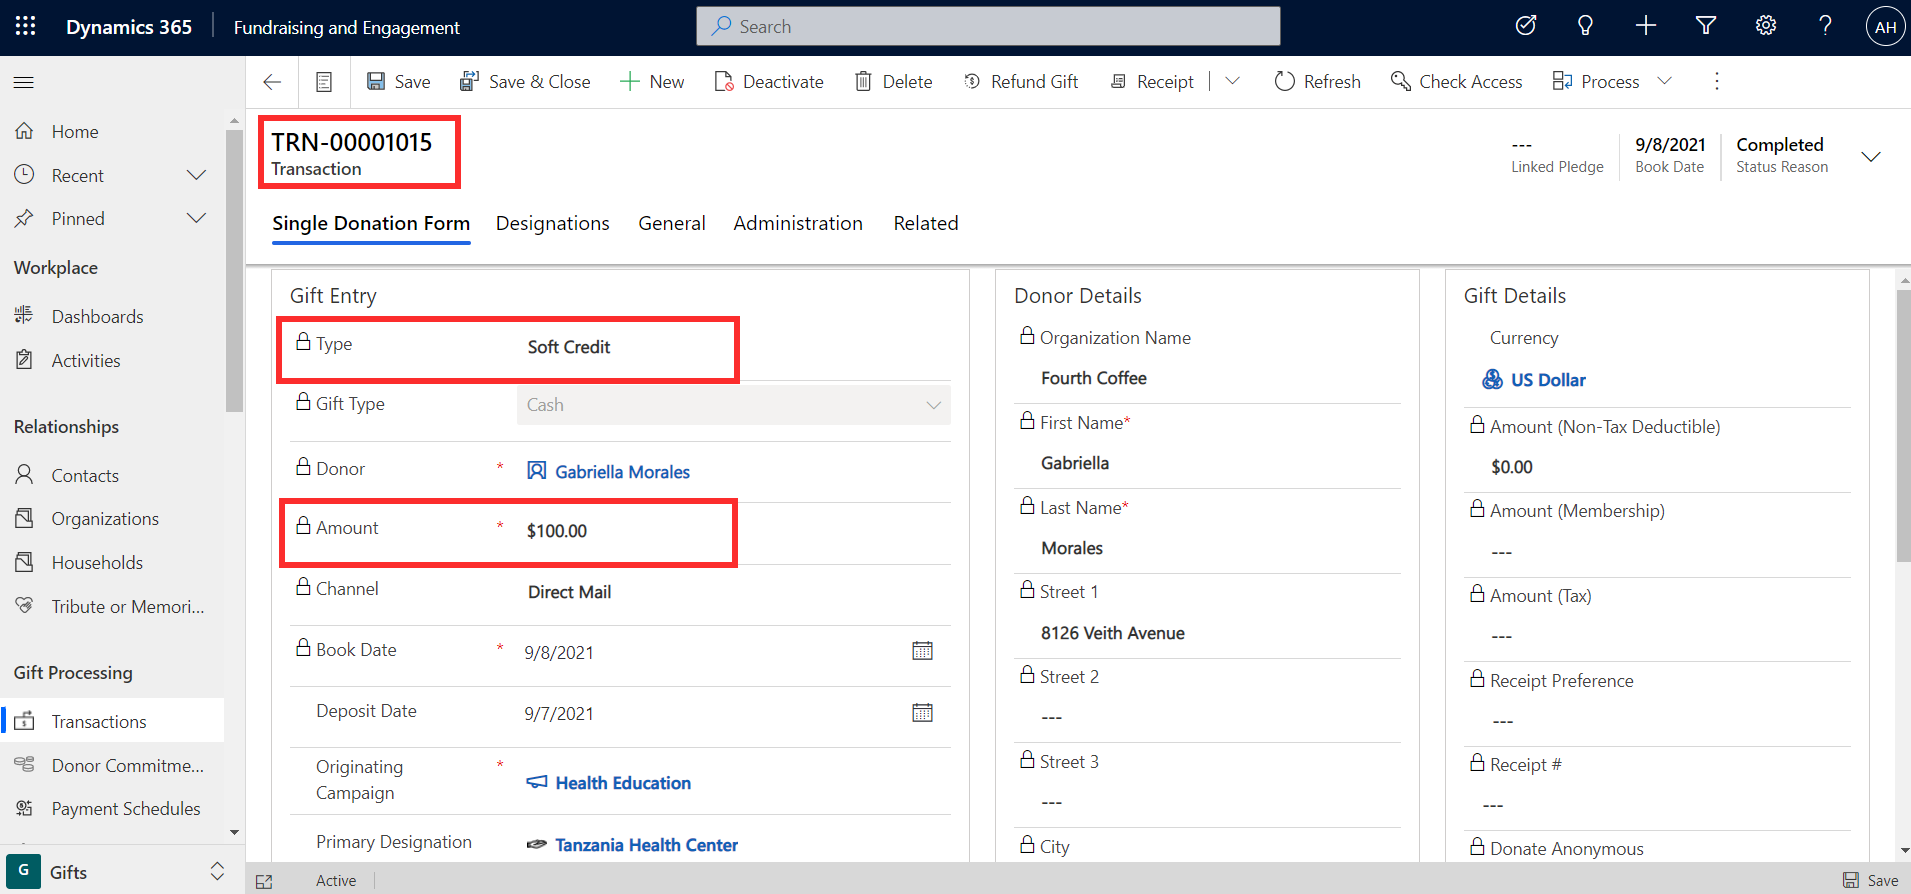 Dynamics 365
Fundraising and Engagement
Search
AH
Save
Save & Close
New
Deactivate
Delete
Refund Gift
Receipt
Refresh
Check Access
Process
Home
Recent
Pinned
Workplace
Dashboards
Activities
Relationships
Contacts
Organizations
Households
Tribute or Memori...
Gift Processing
Transactions
Donor Commitme...
Payment Schedules
G
Gifts
TRN-00001015
Transaction
---
Linked Pledge
9/8/2021
Book Date
Completed
Status Reason
Single Donation Form
Designations
General
Administration
Related
Gift Entry
Type
Soft Credit
Gift Type
Cash
Donor
*
Gabriella Morales
Amount
*
$100.00
Channel
Direct Mail
Book Date
*
9/8/2021
Deposit Date
9/7/2021
Originating
Campaign
*
Health Education
Primary Designation
Tanzania Health Center
Donor Details
Organization Name
Fourth Coffee
First Name*
Gabriella
Last Name*
Morales
Street 1
8126 Veith Avenue
Street 2
---
Street 3
---
City
Gift Details
Currency
US Dollar
Amount (Non-Tax Deductible)
$0.00
Amount (Membership)
---
Amount (Tax)
---
Receipt Preference
---
Receipt #
---
Donate Anonymous
Active
Save